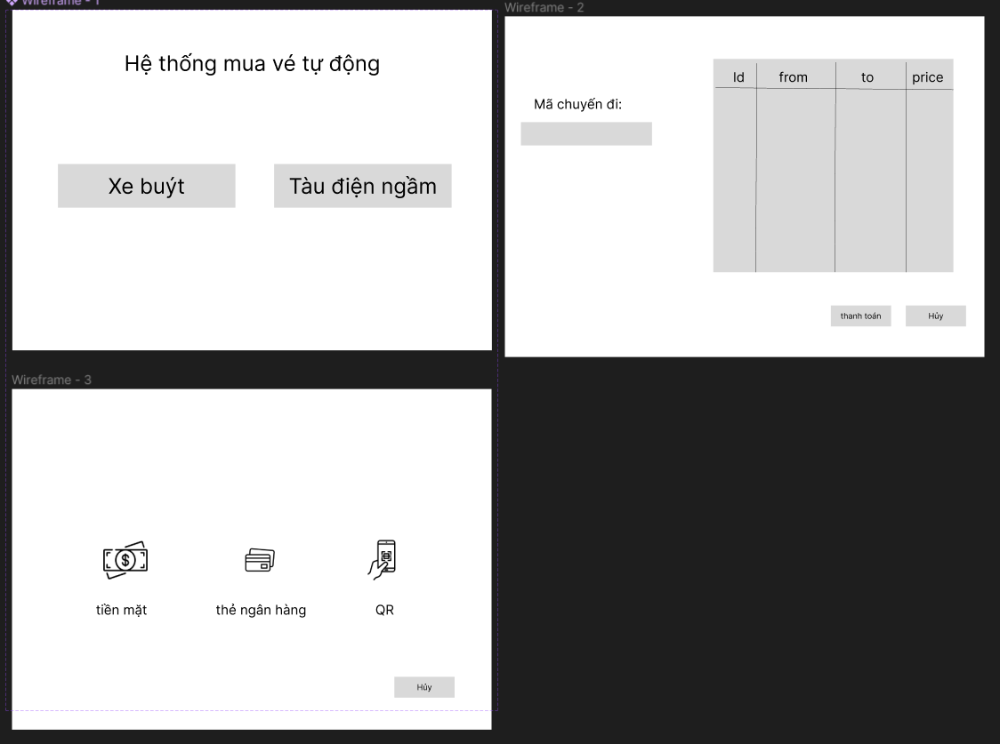 Wireframe - 1
Hệ thống mua vé tự động
Xe buýt
Tàu điện ngầm
Wireframe - 2
Mã chuyến đi:
Id from to price
thanh toán
Hủy
Wireframe - 3
$
tiền mặt
thẻ ngân hàng
QR
Hủy